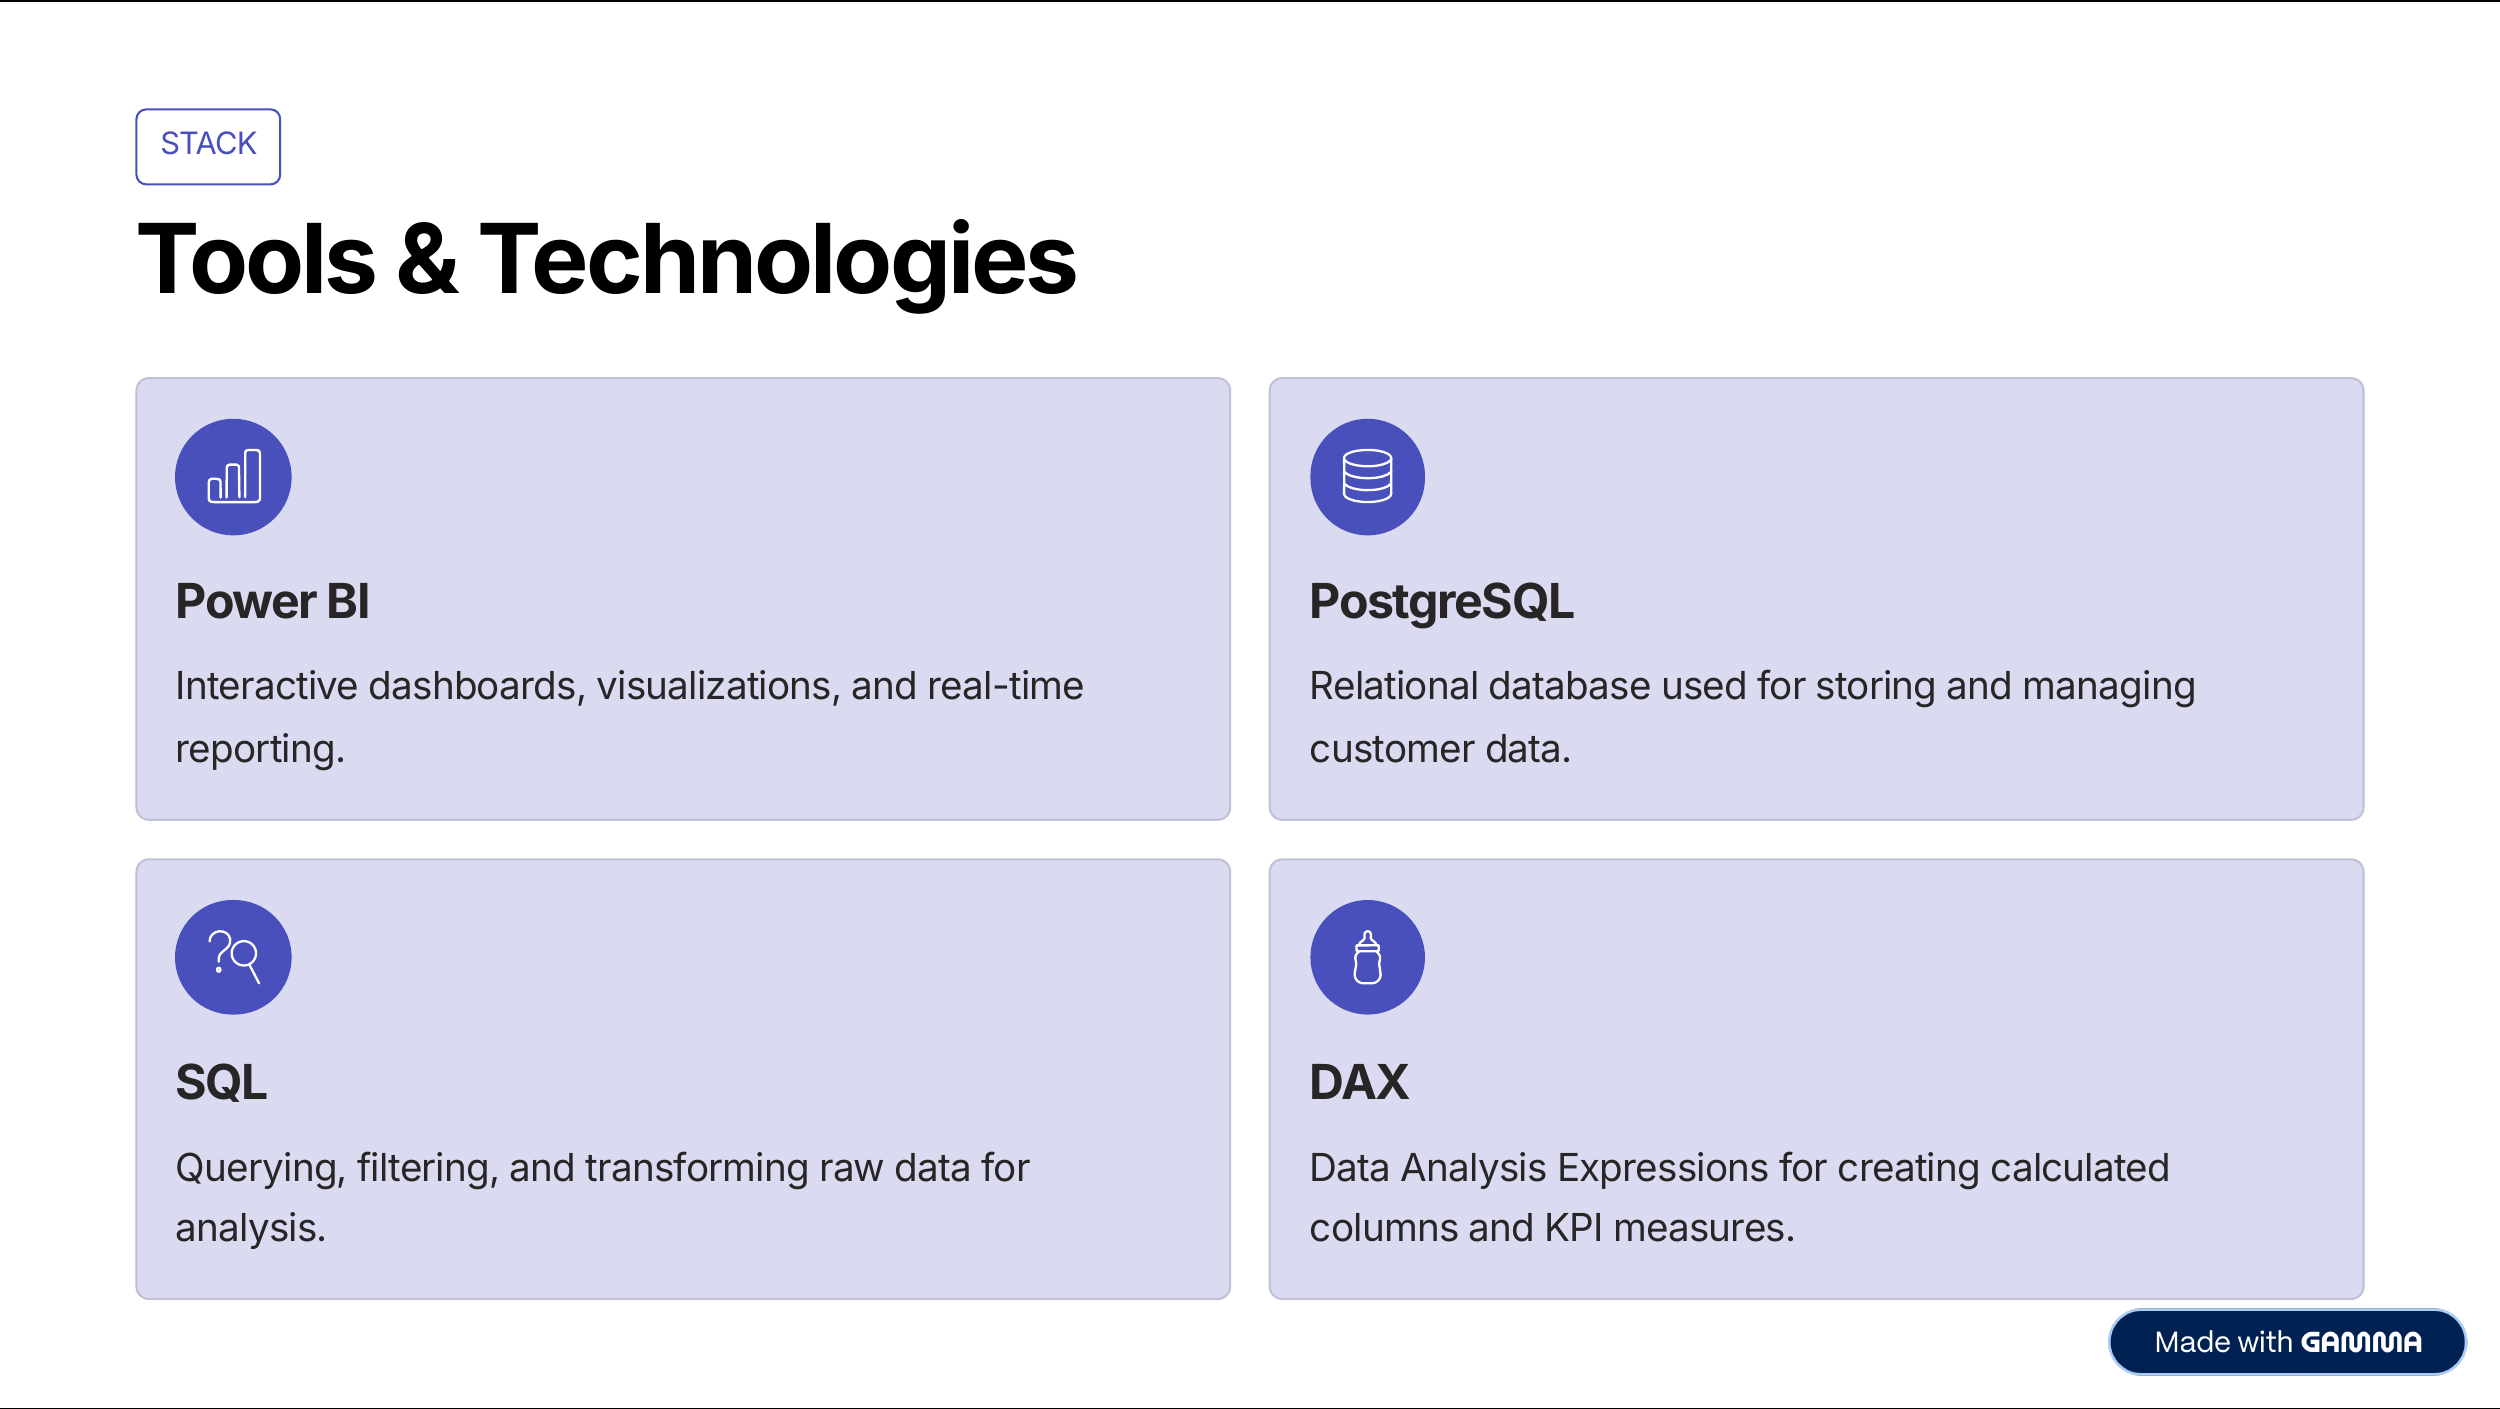 STACK
Tools & Technologies
Power BI
Interactive dashboards, visualizations, and real-time
reporting.
PostgreSQL
Relational database used for storing and managing
customer data.
SQL
Querying, filtering, and transforming raw data for
analysis.
DAX
Data Analysis Expressions for creating calculated
columns and KPI measures.
Made with GAMMA